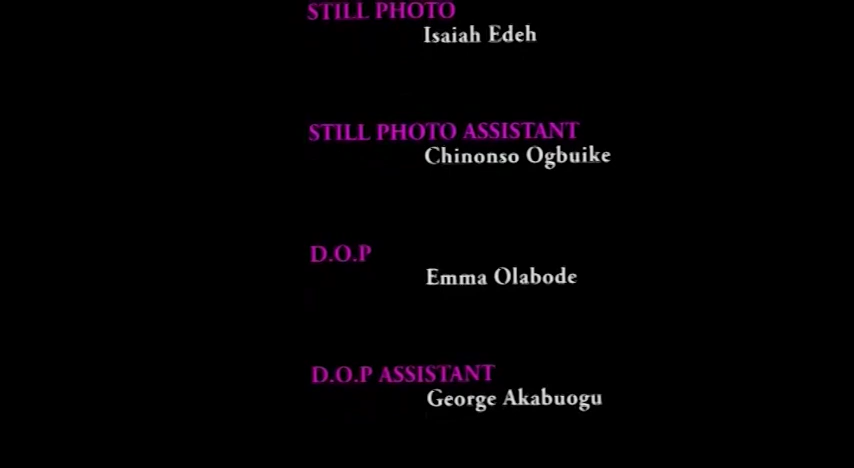 STILL PHOTO
Isaiah Edeh
STILL PHOTO ASSISTANT
Chinonso Ogbuike
D.O.P
Emma Olabode
D.O.P ASSISTANT
George Akabuogu